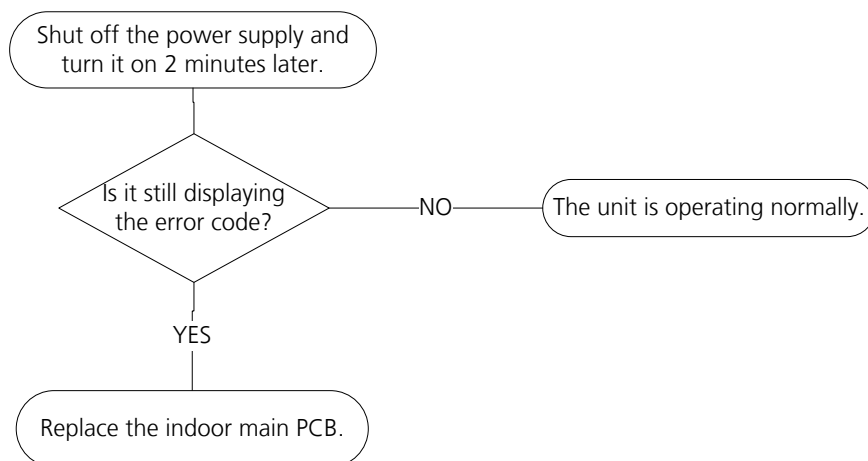 Shut off the power supply and
turn it on 2 minutes later.
Is it still displaying
the error code?
NO
The unit is operating normally.
YES
Replace the indoor main PCB.